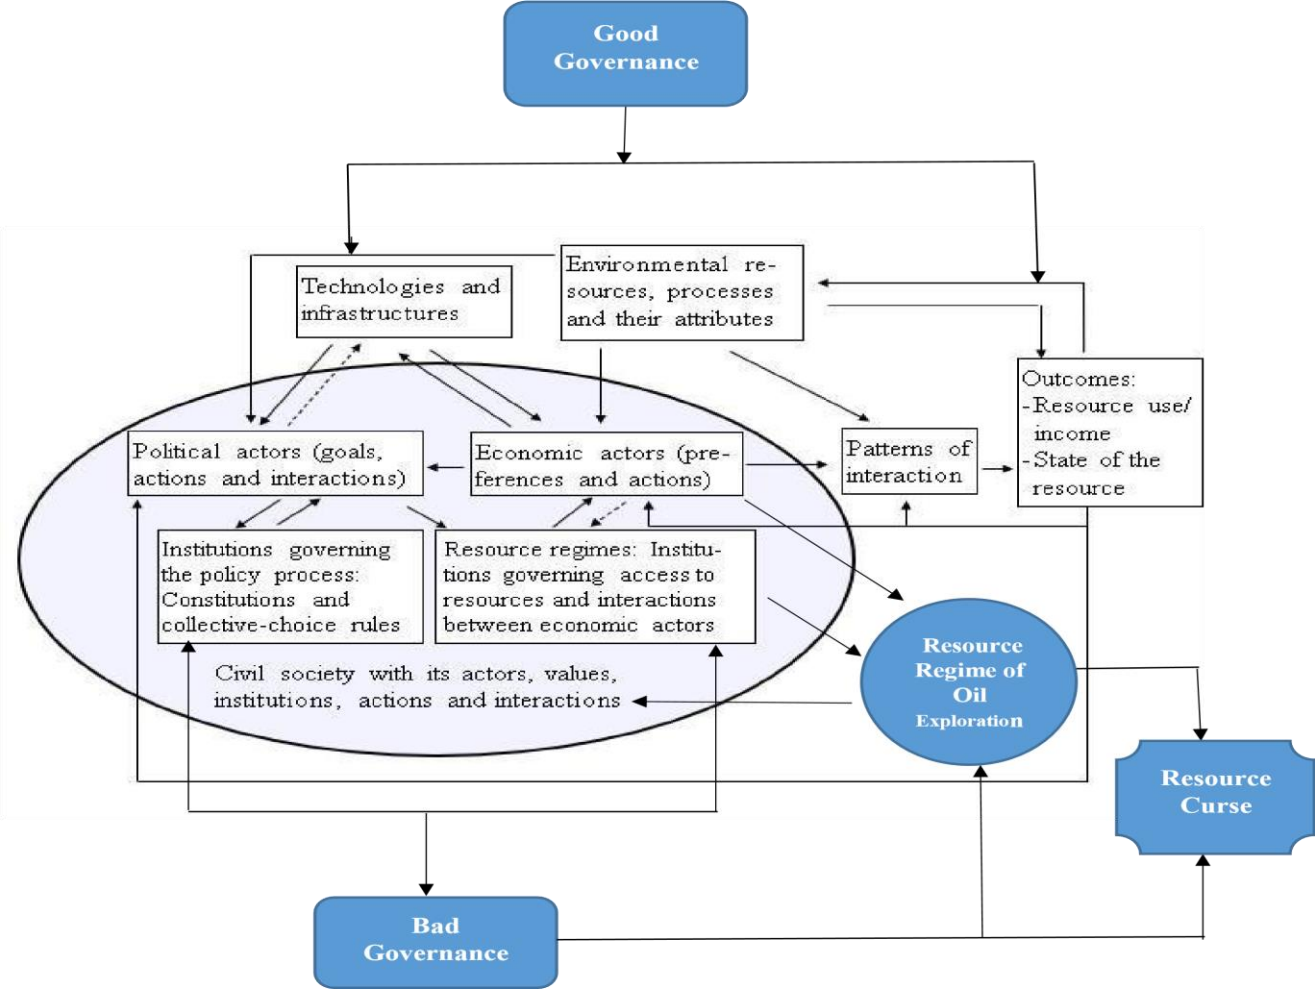 Good
Governance
Technologies and
infrastructures
Environmental re-
sources, processes
and their attributes
Outcomes:
-Resource use/
income
-State of the
resource
Political actors (goals,
actions and interactions)
Economic actors (pre-
ferences and actions)
Patterns of
interaction
Institutions governing
the policy process:
Constitutions and
collective-choice rules
Resource regimes: Institu-
tions governing access to
resources and interactions
between economic actors
Civil society with its actors, values,
institutions, actions and interactions
Resource
Regime of
Oil
Exploration
Resource
Curse
Bad
Governance